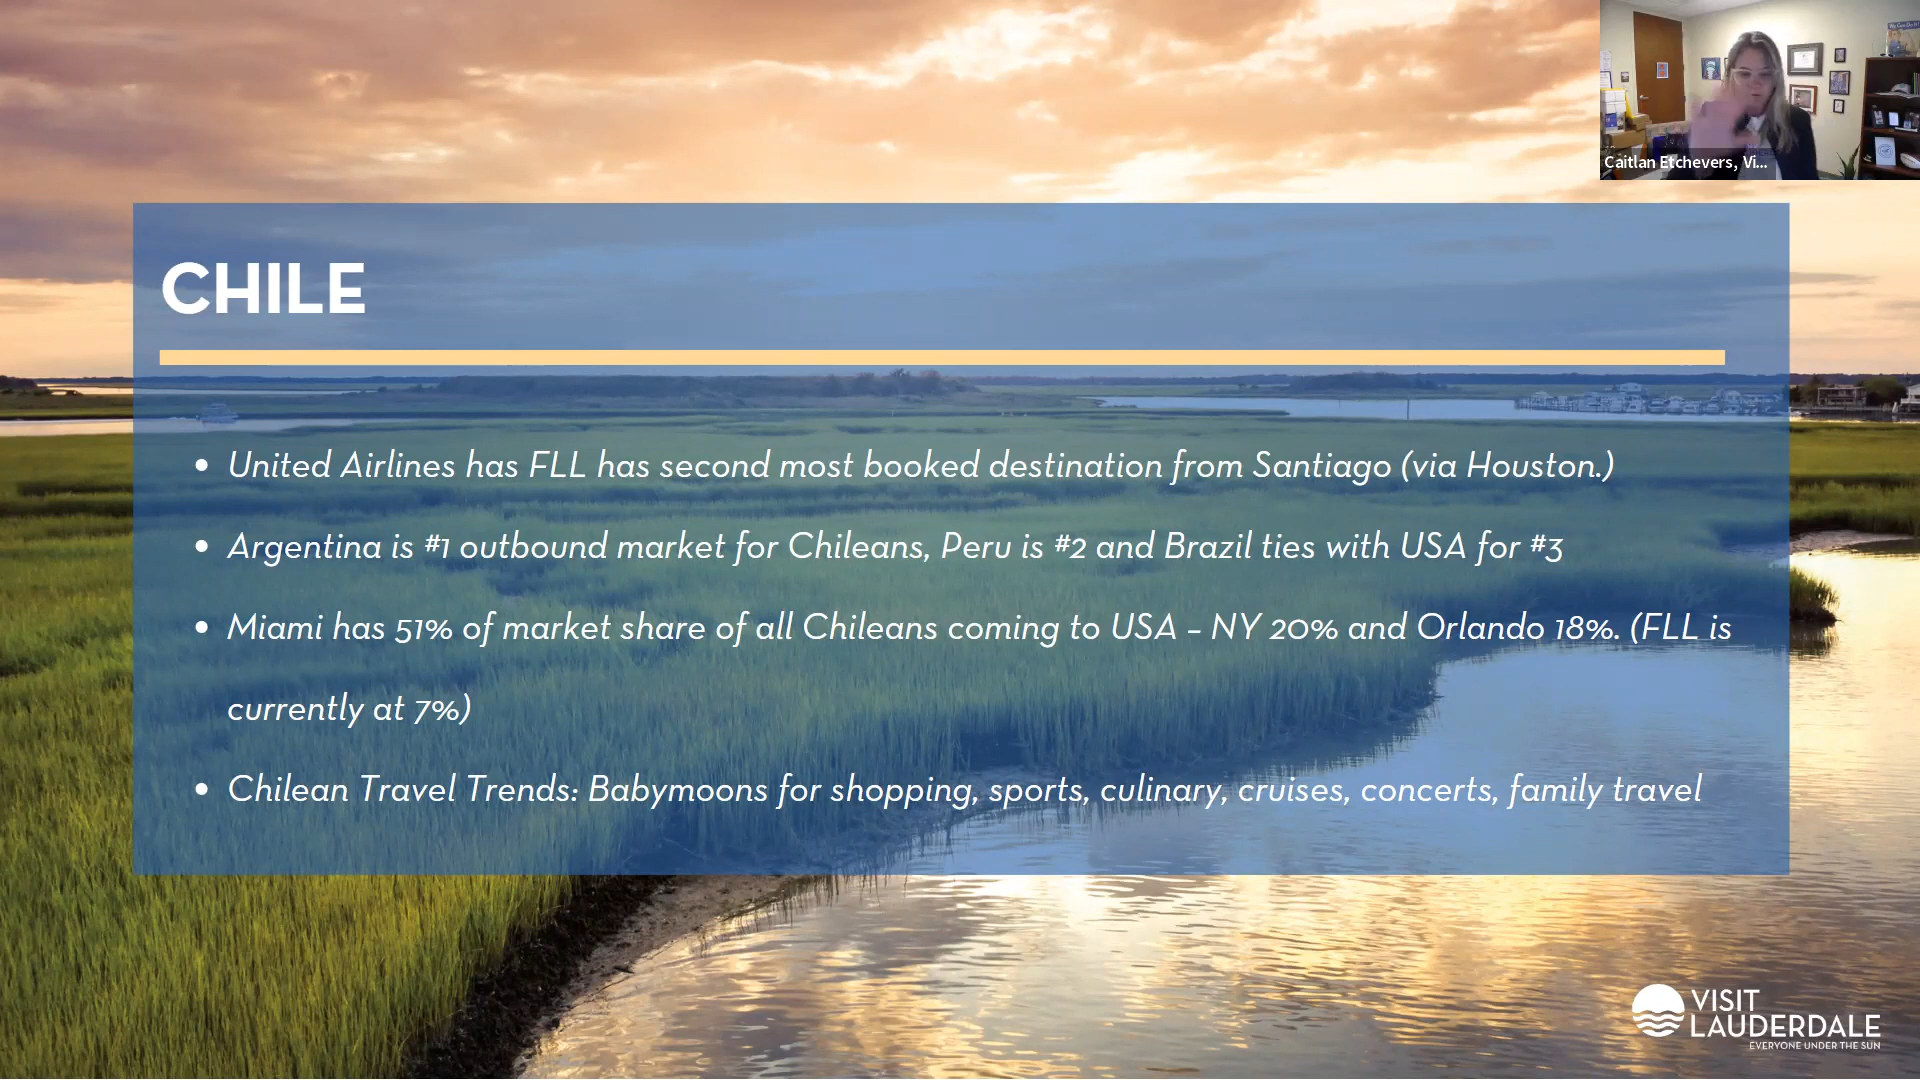 Caitlan Etchevers, Vi...
CHILE
• United Airlines has FLL has second most booked destination from Santiago (via Houston.)
• Argentina is #1 outbound market for Chileans, Peru is #2 and Brazil ties with USA for #3
• Miami has 51% of market share of all Chileans coming to USA – NY 20% and Orlando 18%. (FLL is
currently at 7%)
• Chilean Travel Trends: Babymoons for shopping, sports, culinary, cruises, concerts, family travel
VISIT
LAUDERDALE
EVERYONE UNDER THE SUN